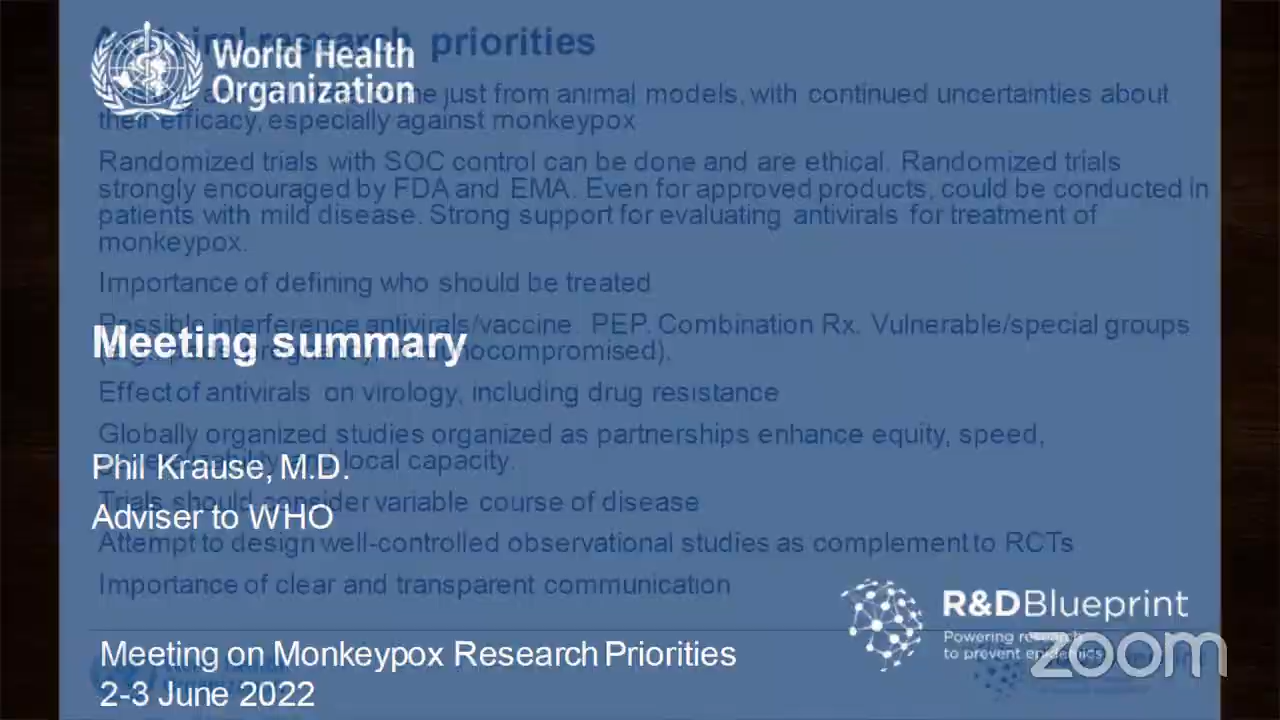 World Health
Organization
research priorities
just from animal models, with continued uncertainties about
their efficacy, especially against monkeypox
Randomized trials with SOC control can be done and are ethical. Randomized trials
strongly encouraged by FDA and EMA. Even for approved products, could be conducted in
patients with mild disease. Strong support for evaluating antivirals for treatment of
monkeypox.
Importance of defining who should be treated
Possible interference antivirals/vaccine. PEP. Combination Rx. Vulnerable/special groups
Meeting summary
Effect of antivirals on virology, including drug resistance
Globally organized studies organized as partnerships enhance equity, speed,
local capacity.
Phil Krause, M.D.
Trials should consider variable course of disease
Adviser to WHO
Attempt to design well-controlled observational studies as complement to RCTs
Importance of clear and transparent communication
R&DBlueprint
Powering research
to prevent epidemics
zoom
Meeting on Monkeypox Research Priorities
2-3 June 2022